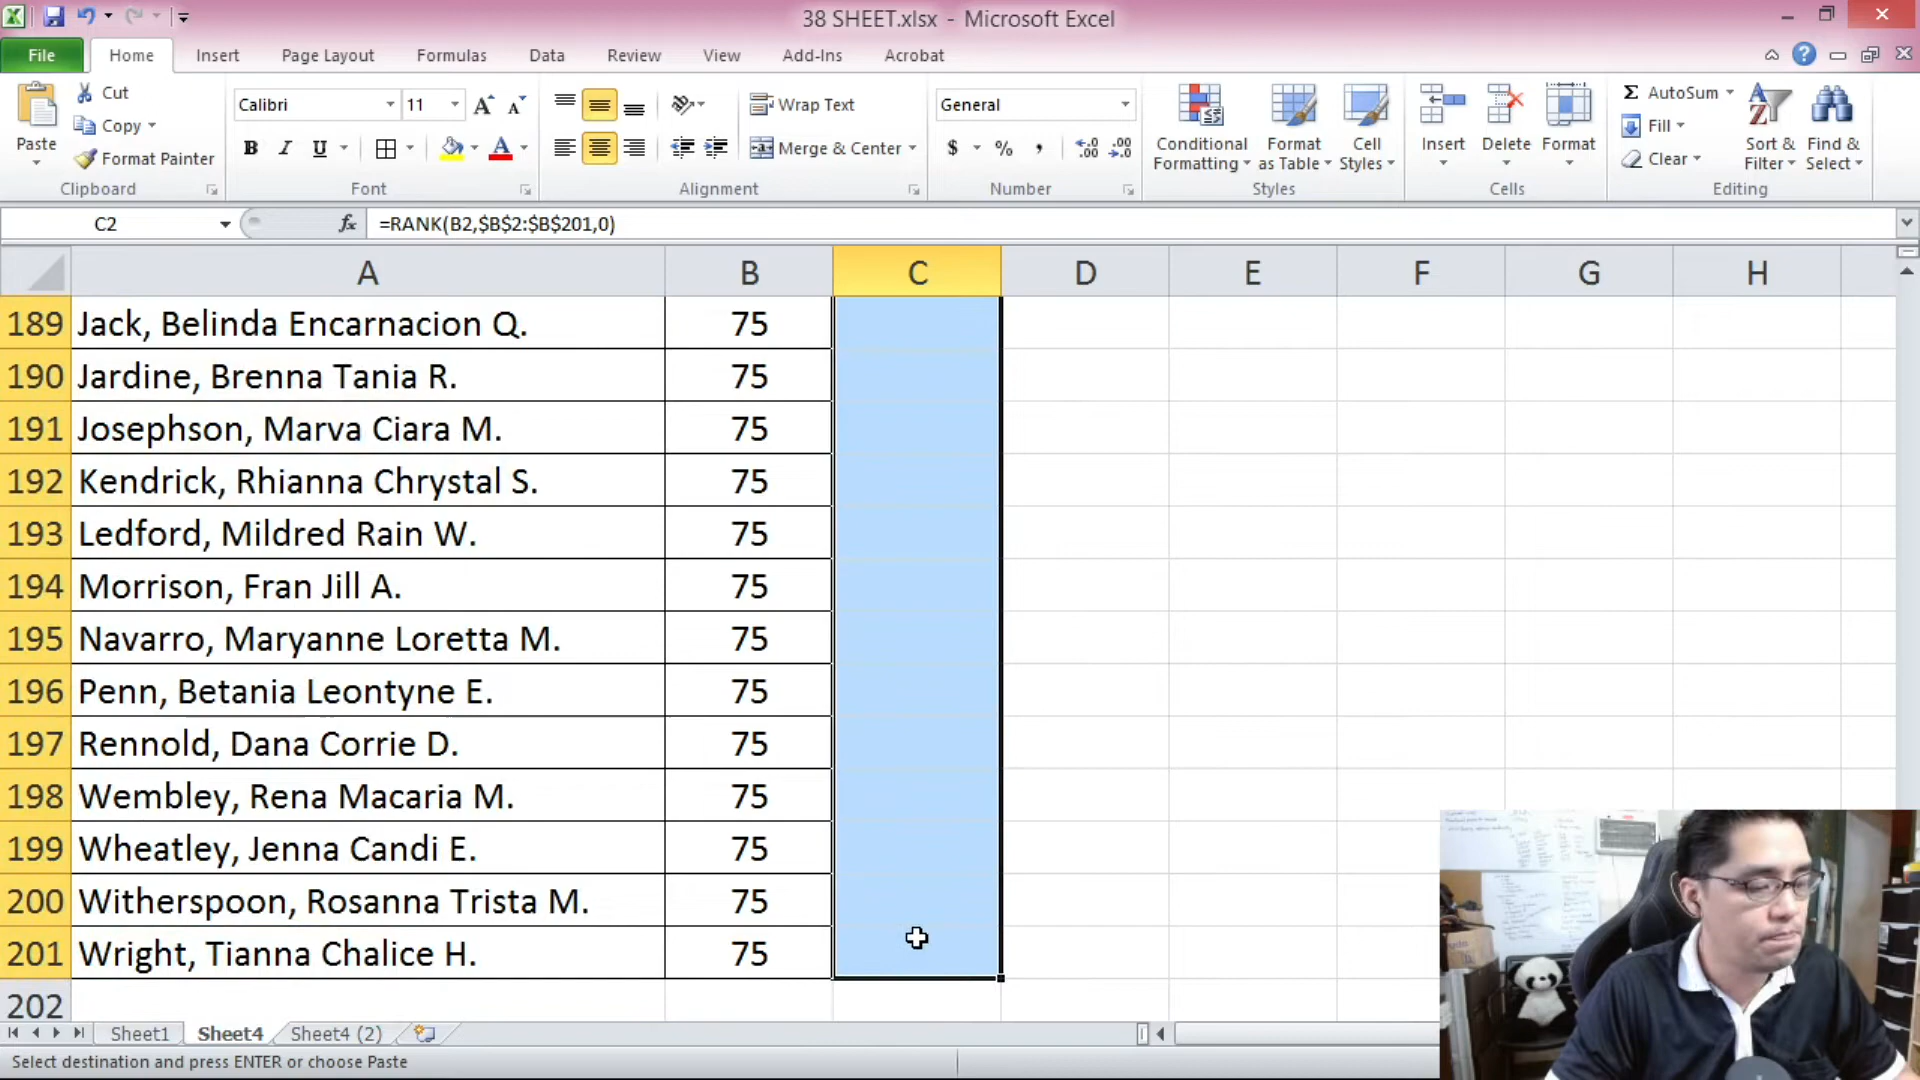 38 SHEET.xlsx - Microsoft Excel
File Home Insert Page Layout Formulas Data Review View Add-Ins Acrobat
Paste
Cut
Copy
Format Painter
Clipboard
Calibri 11
B I U
Font
Wrap Text
Merge & Center
Alignment
General
$ % ,
Number
Conditional Formatting
Format as Table
Cell Styles
Styles
Insert Delete Format
Cells
AutoSum
Fill
Clear
Sort & Filter
Find & Select
Editing
C2 fx =RANK(B2,$B$2:$B$201,0)
A B C D E F G H
189 Jack, Belinda Encarnacion Q. 75
190 Jardine, Brenna Tania R. 75
191 Josephson, Marva Ciara M. 75
192 Kendrick, Rhianna Chrystal S. 75
193 Ledford, Mildred Rain W. 75
194 Morrison, Fran Jill A. 75
195 Navarro, Maryanne Loretta M. 75
196 Penn, Betania Leontyne E. 75
197 Rennold, Dana Corrie D. 75
198 Wembley, Rena Macaria M. 75
199 Wheatley, Jenna Candi E. 75
200 Witherspoon, Rosanna Trista M. 75
201 Wright, Tianna Chalice H. 75
202
Sheet1 Sheet4 Sheet4 (2)
Select destination and press ENTER or choose Paste